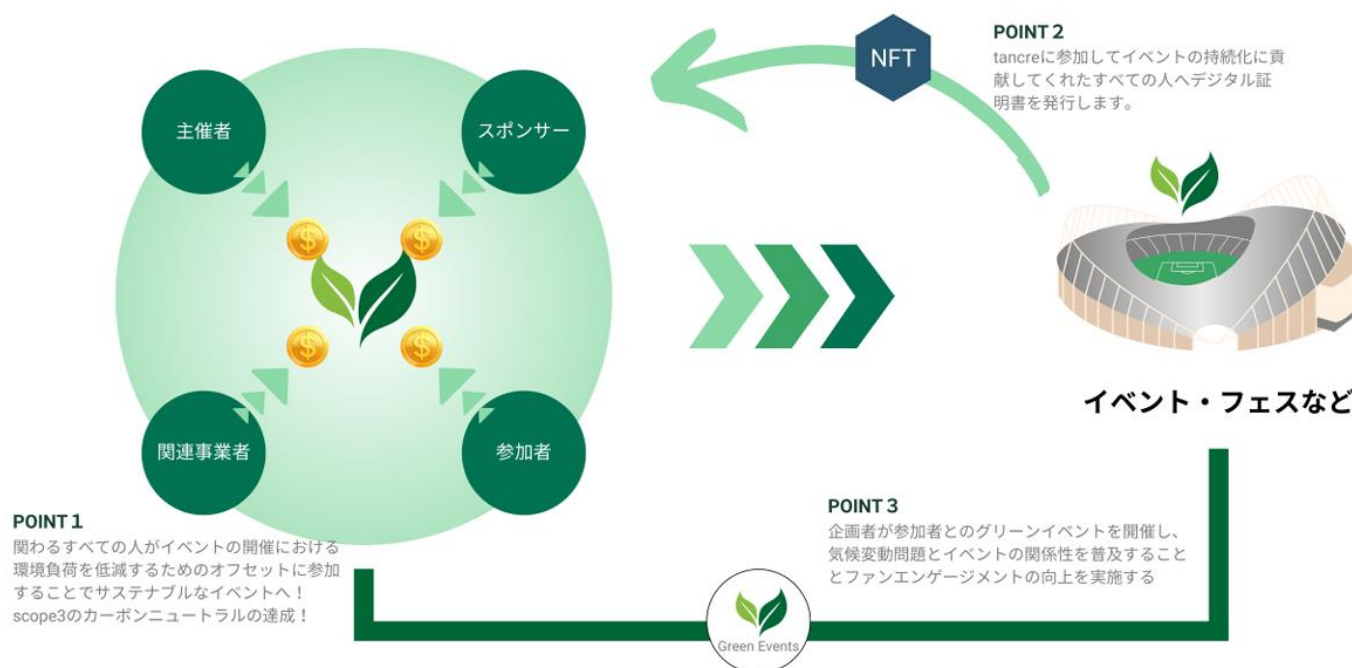 POINT 2
tancreに参加してイベントの持続化に貢
献してくれたすべての人へデジタル証
明書を発行します。
NFT
主催者
スポンサー
$
$
$
$
関連事業者
参加者
イベント・フェスなど
POINT 1
関わるすべての人がイベントの開催における
環境負荷を低減するためのオフセットに参加
することでサステナブルなイベントへ！
scope3のカーボンニュートラルの達成！
POINT 3
企画者が参加者とのグリーンイベントを開催し、
気候変動問題とイベントの関係性を普及すること
とファンエンゲージメントの向上を実施する
Green Events